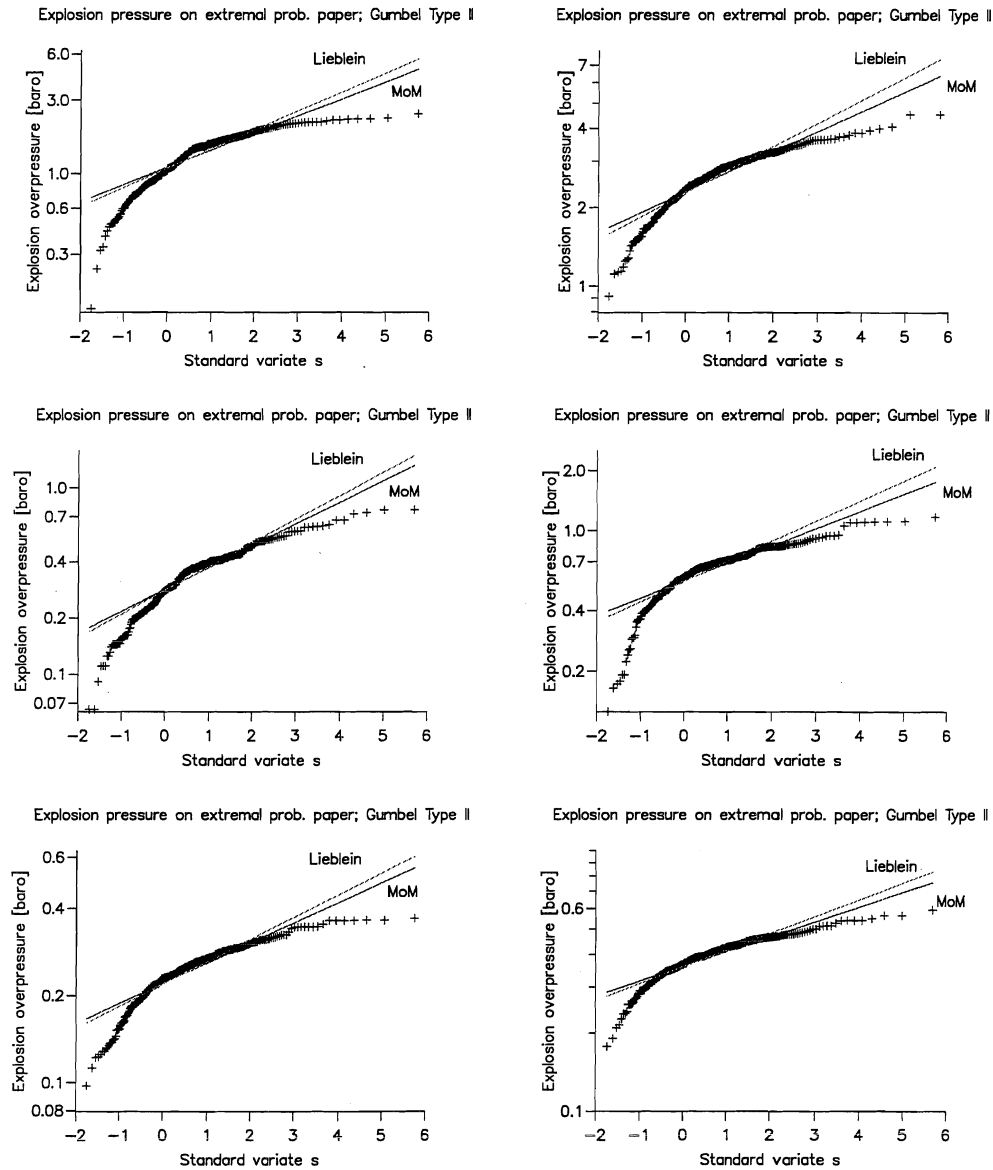 Explosion pressure on extremal prob. paper; Gumbel Type II
Explosion overpressure [baro]
6.0
3.0
1.0
0.6
0.3
Lieblein
MoM
−2 −1 0 1 2 3 4 5 6
Standard variate s
Explosion pressure on extremal prob. paper; Gumbel Type II
Explosion overpressure [baro]
7
4
2
1
Lieblein
MoM
−2 −1 0 1 2 3 4 5 6
Standard variate s
Explosion pressure on extremal prob. paper; Gumbel Type II
Explosion overpressure [baro]
1.0
0.7
0.4
0.2
0.1
0.07
Lieblein
MoM
−2 −1 0 1 2 3 4 5 6
Standard variate s
Explosion pressure on extremal prob. paper; Gumbel Type II
Explosion overpressure [baro]
2.0
1.0
0.7
0.4
0.2
Lieblein
MoM
−2 −1 0 1 2 3 4 5 6
Standard variate s
Explosion pressure on extremal prob. paper; Gumbel Type II
Explosion overpressure [baro]
0.6
0.4
0.2
0.1
0.08
Lieblein
MoM
−2 −1 0 1 2 3 4 5 6
Standard variate s
Explosion pressure on extremal prob. paper; Gumbel Type II
Explosion overpressure [baro]
0.6
0.1
Lieblein
MoM
−2 −1 0 1 2 3 4 5 6
Standard variate s